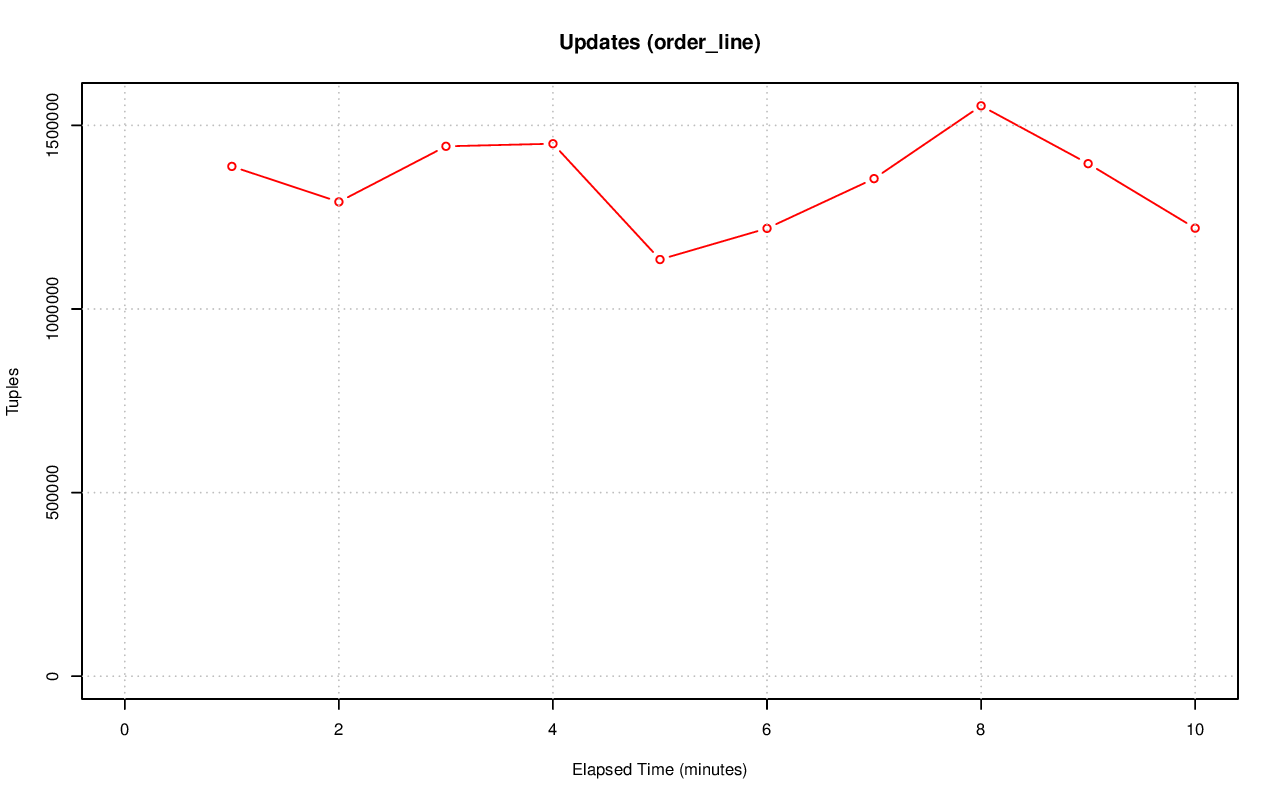 Updates (order_line)
1500000
1000000
500000
0
Tuples
0 2 4 6 8 10
Elapsed Time (minutes)